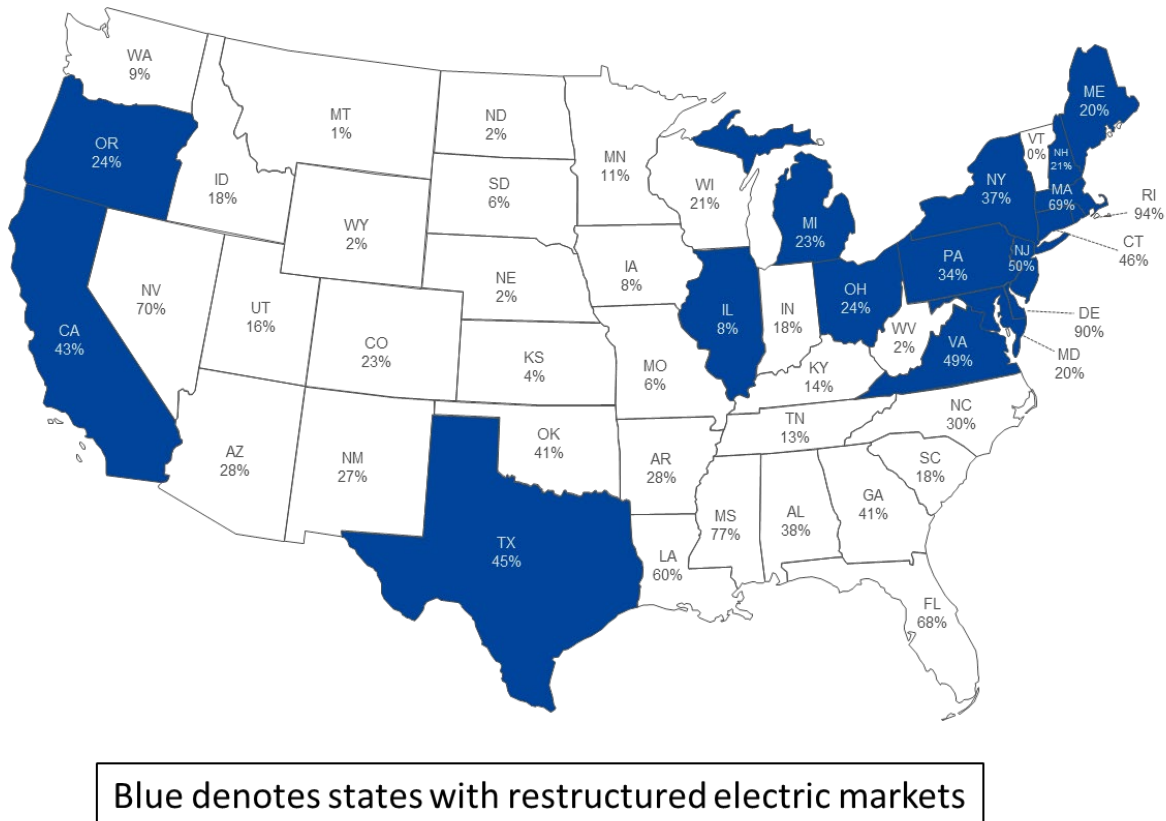 WA
9%
OR
24%
CA
43%
ID
18%
NV
70%
MT
1%
WY
2%
UT
16%
AZ
28%
CO
23%
NM
27%
ND
2%
SD
6%
NE
2%
KS
4%
OK
41%
TX
45%
MN
11%
IA
8%
MO
6%
AR
28%
LA
60%
WI
21%
IL
8%
MS
77%
MI
23%
IN
18%
KY
14%
TN
13%
AL
38%
OH
24%
WV
2%
VA
49%
NC
30%
SC
18%
GA
41%
FL
68%
PA
34%
NY
37%
VT
0%
NH
21%
ME
20%
MA
69%
RI
94%
CT
46%
NJ
50%
DE
90%
MD
20%
Blue denotes states with restructured electric markets